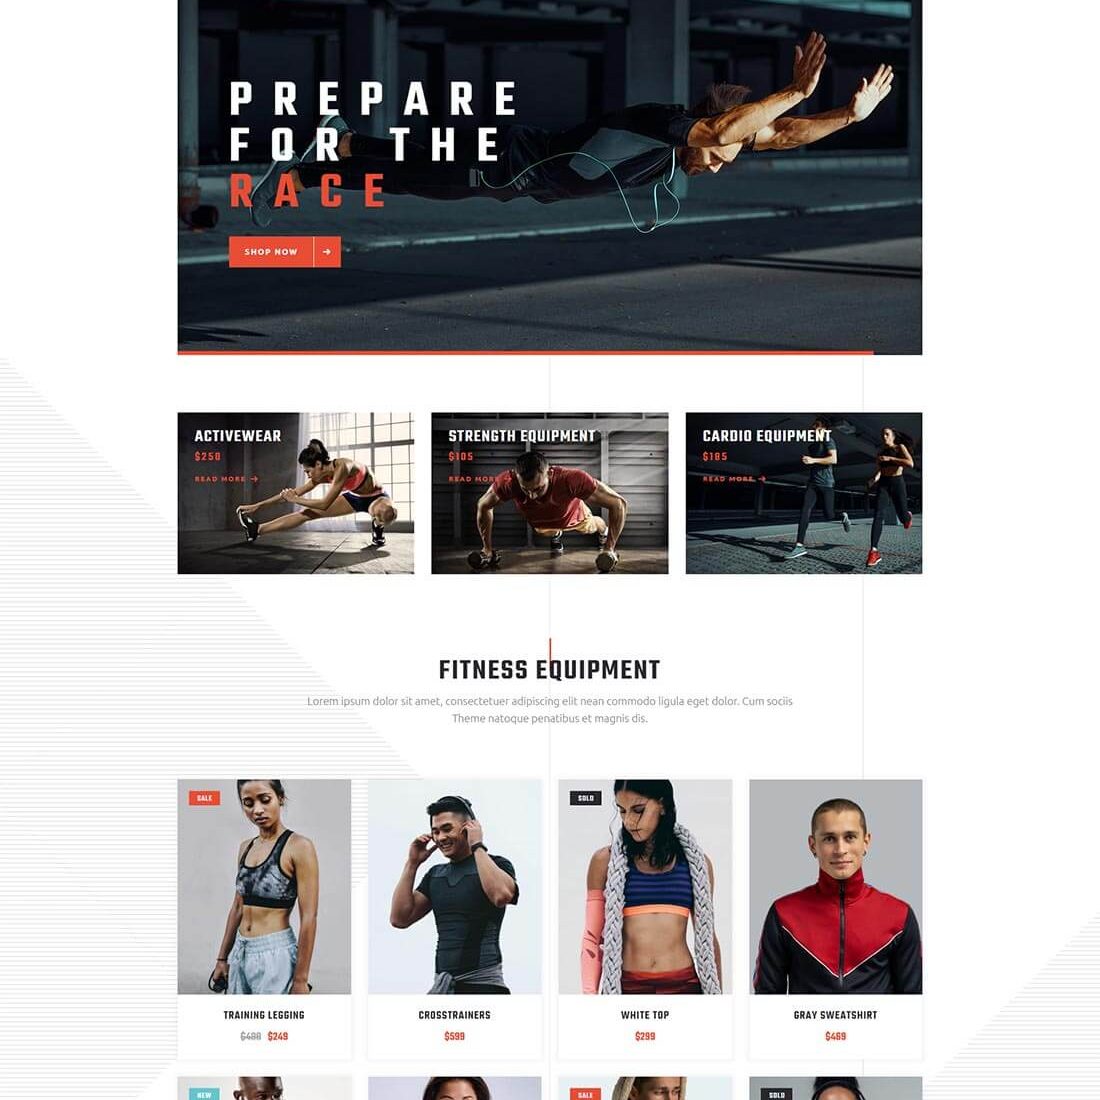 PREPARE
FOR THE
RACE
SHOP NOW
ACTIVEWEAR
$250
READ MORE
STRENGTH EQUIPMENT
$105
READ MORE
CARDIO EQUIPMENT
$185
READ MORE
FITNESS EQUIPMENT
Lorem ipsum dolor sit amet, consectetuer adipiscing elit nean commodo ligula eget dolor. Cum sociis
Theme natoque penatibus et magnis dis.
SALE
SOLD
TRAINING LEGGING
$249
CROSSTRAINERS
$599
WHITE TOP
$299
GRAY SWEATSHIRT
$469
NEW
SALE
SOLD